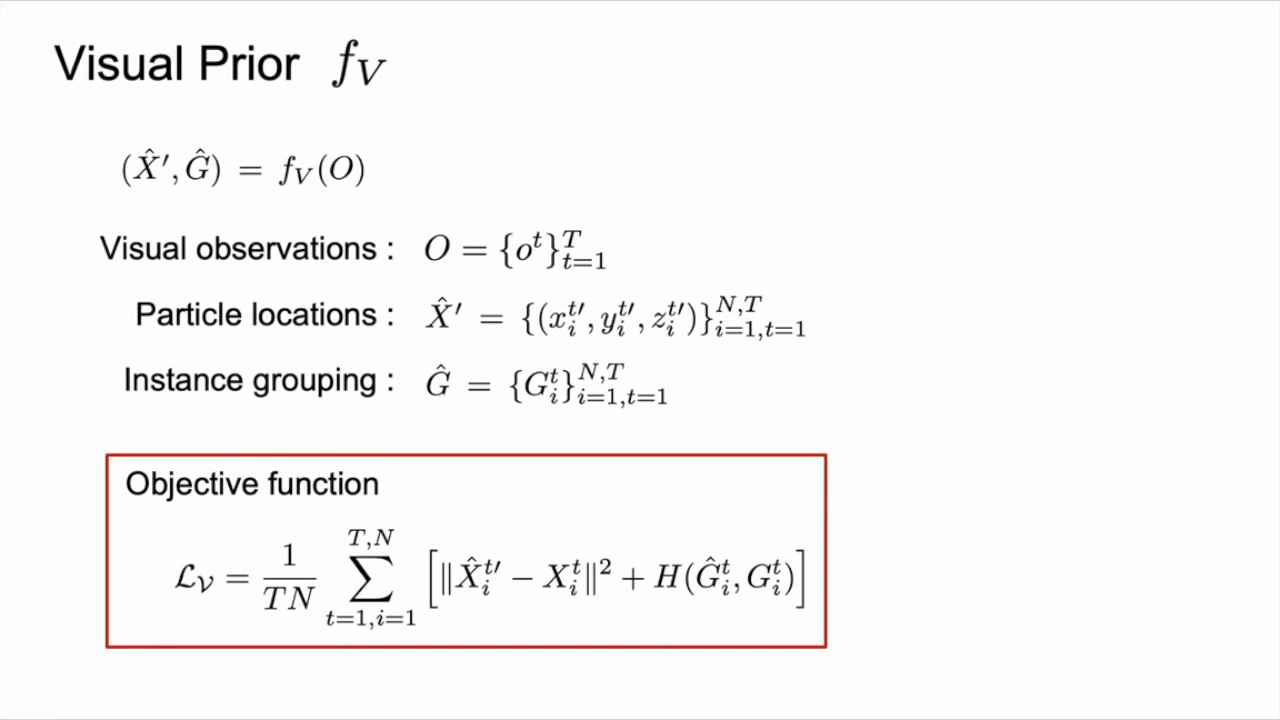 Visual Prior $f_V$
$(\hat{X}', \hat{G}) = f_V(O)$
Visual observations : $O = \{o^t\}_{t=1}^{T}$
Particle locations : $\hat{X}' = \{(x_i^{t\prime}, y_i^{t\prime}, z_i^{t\prime})\}_{i=1,t=1}^{N,T}$
Instance grouping : $\hat{G} = \{G_i^t\}_{i=1,t=1}^{N,T}$
Objective function
$\mathcal{L}_{\mathcal{V}} = \frac{1}{TN} \sum_{t=1,i=1}^{T,N} \left[ \| \hat{X}_i^{t\prime} - X_i^t \|^2 + H(\hat{G}_i^t, G_i^t) \right]$